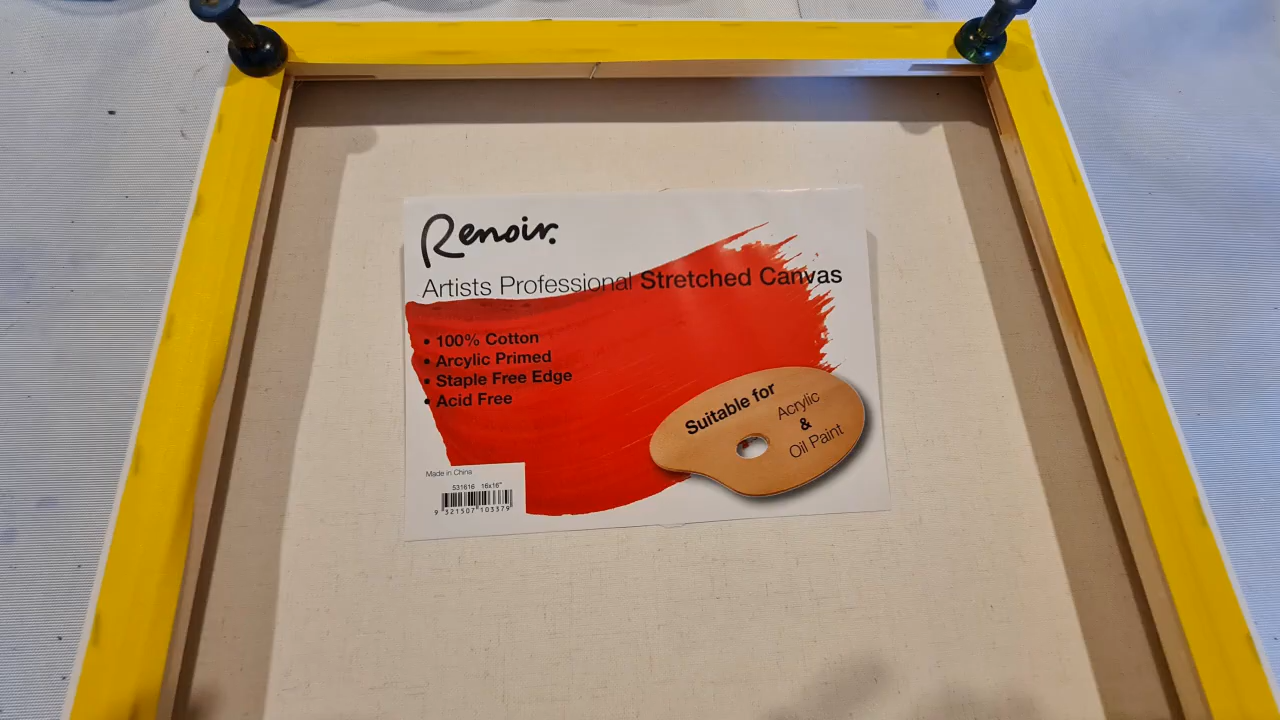 Renoir.
Artists Professional Stretched Canvas
• 100% Cotton
• Arcylic Primed
• Staple Free Edge
• Acid Free
Suitable for
Acrylic
&
Oil Paint
Made in China
531616 16x16"
9 521507 103379